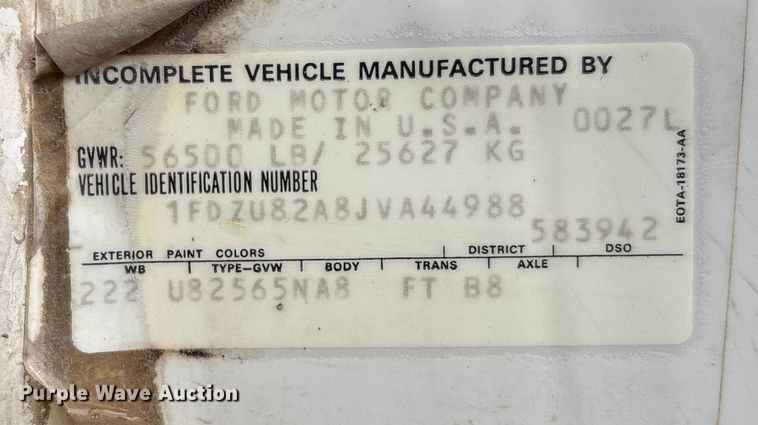 INCOMPLETE VEHICLE MANUFACTURED BY
FORD MOTOR COMPANY
MADE IN U.S.A. 0027L
GVWR: 56500 LB/ 25627 KG
VEHICLE IDENTIFICATION NUMBER
1FDZU82A8JVA44988
583942
EXTERIOR PAINT COLORS DISTRICT DSO
WB TYPE-GVW BODY TRANS AXLE
222 U82565NA8 FT B8
EOTA-18173-AA
Purple Wave Auction